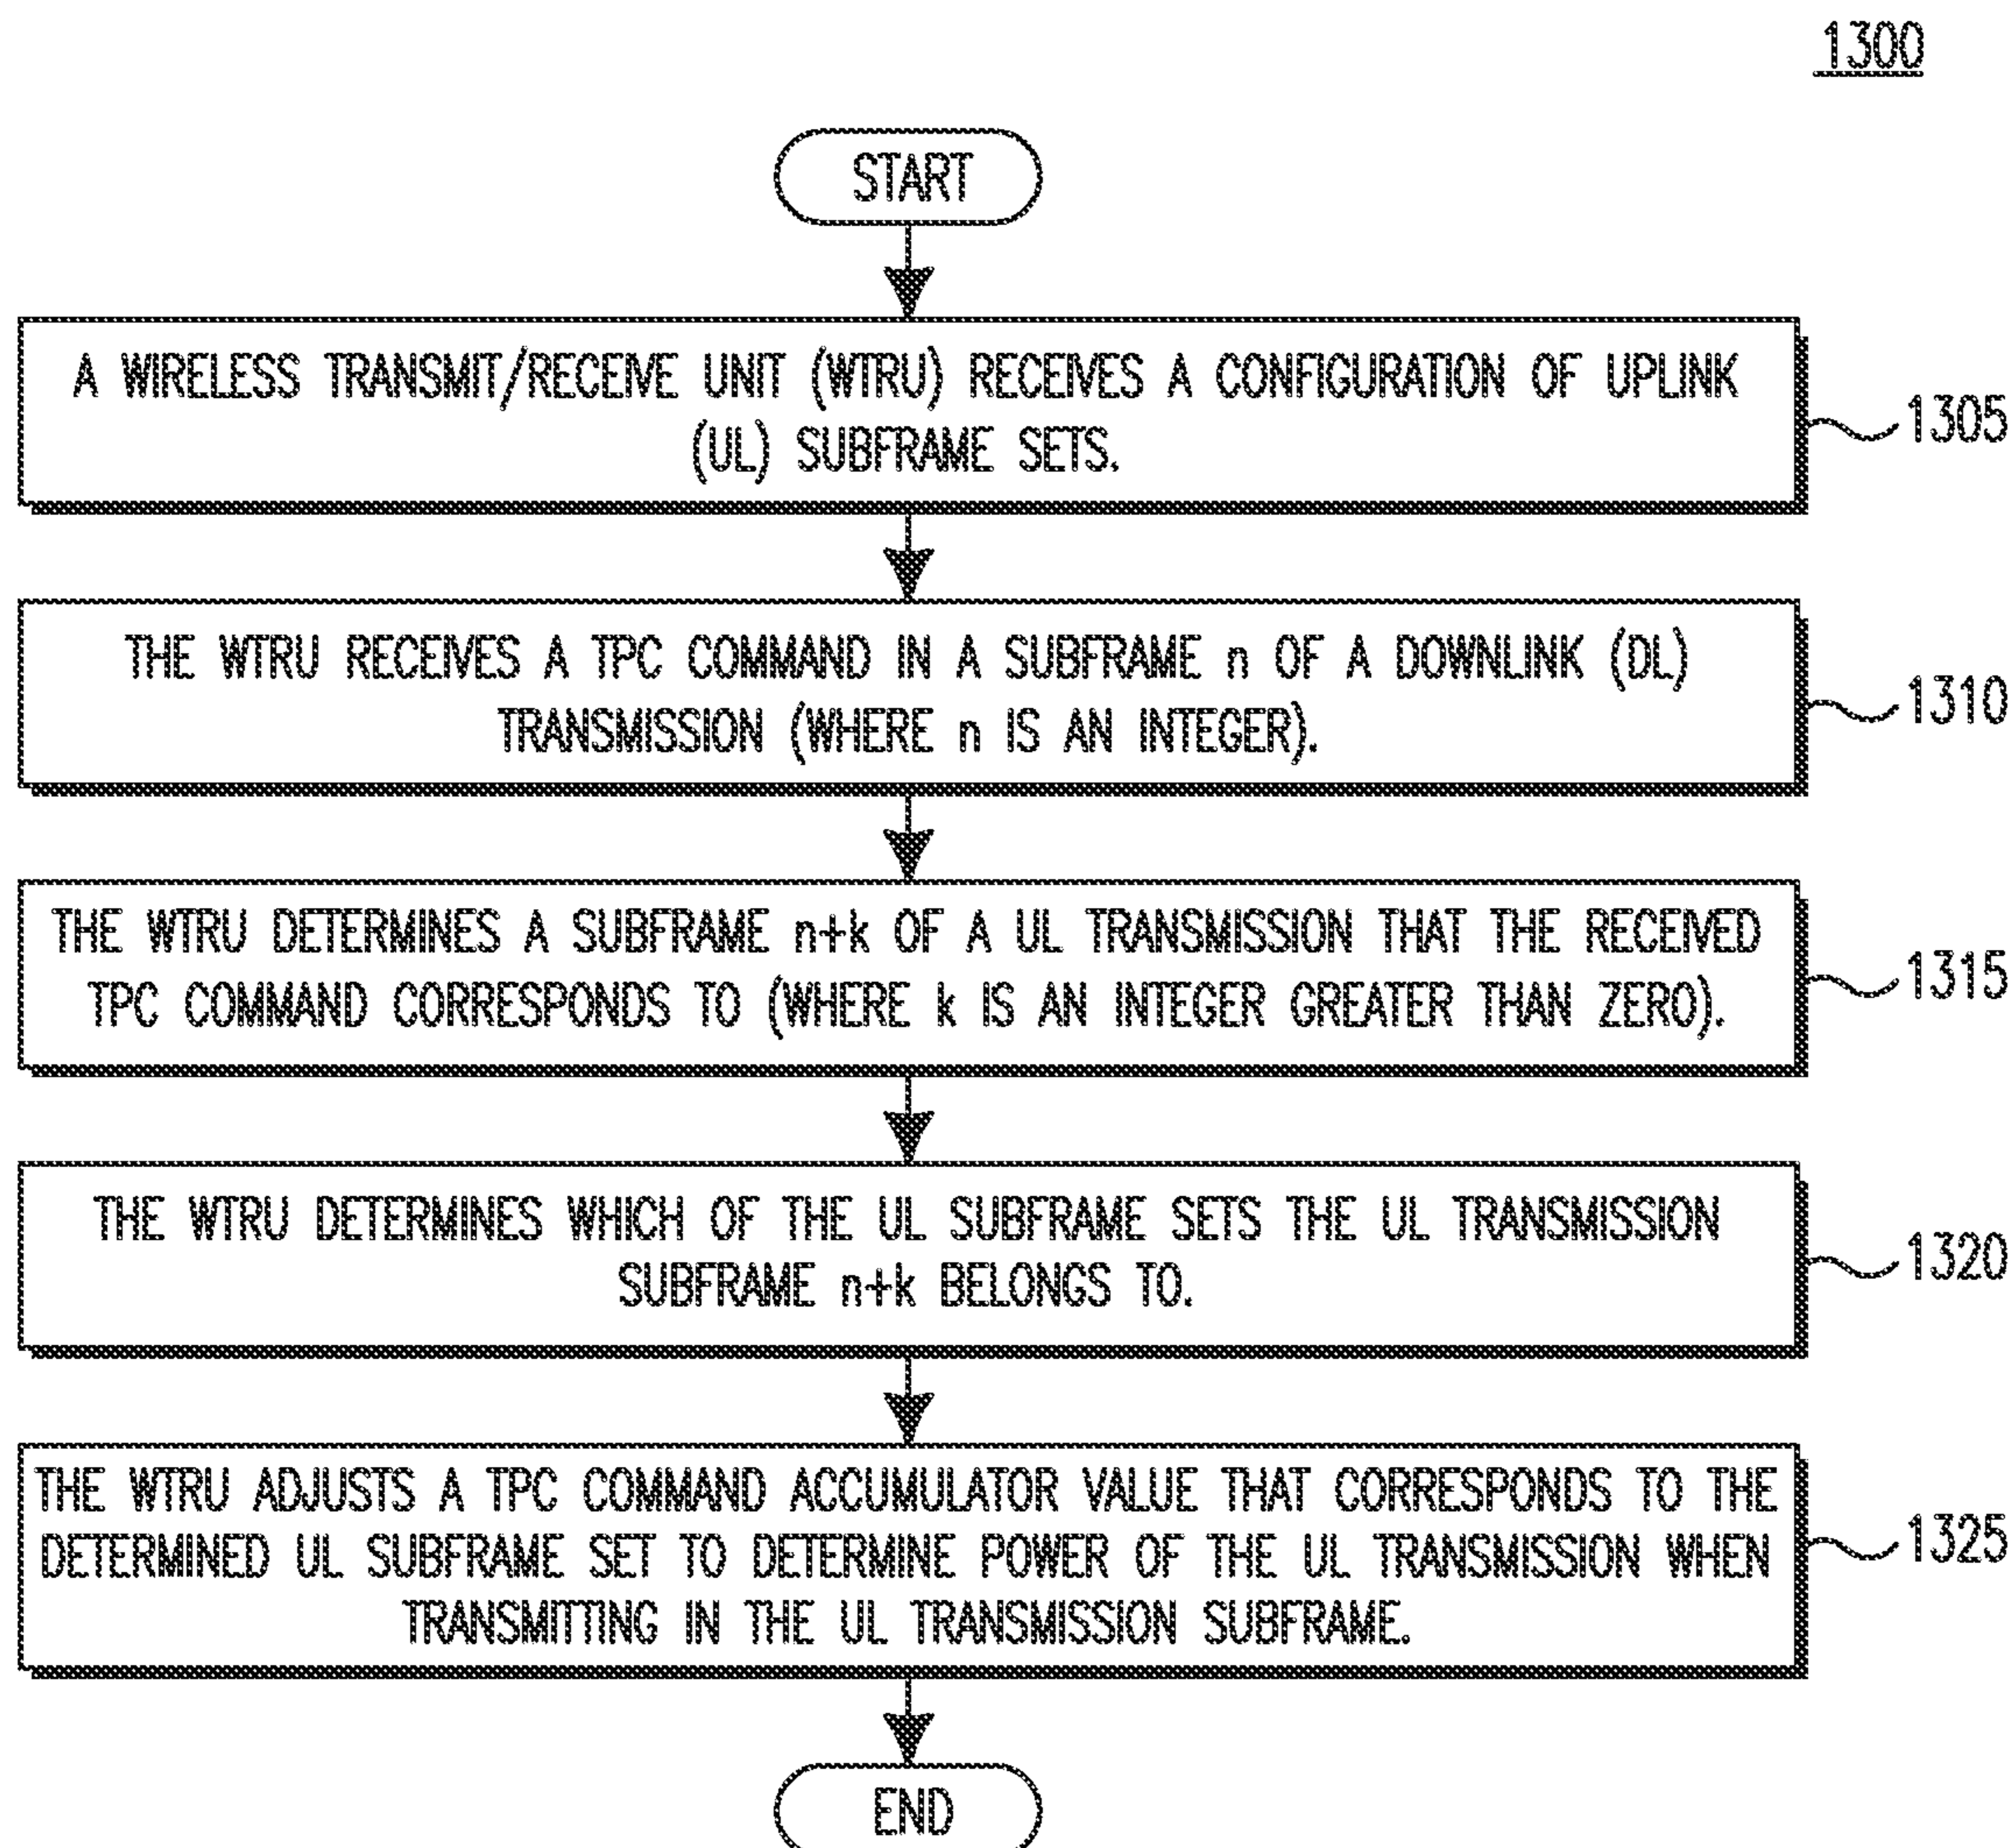 1300
START
A WIRELESS TRANSMIT/RECEIVE UNIT (WTRU) RECEIVES A CONFIGURATION OF UPLINK
(UL) SUBFRAME SETS.
1305
THE WTRU RECEIVES A TPC COMMAND IN A SUBFRAME n OF A DOWNLINK (DL)
TRANSMISSION (WHERE n IS AN INTEGER).
1310
THE WTRU DETERMINES A SUBFRAME n+k OF A UL TRANSMISSION THAT THE RECEIVED
TPC COMMAND CORRESPONDS TO (WHERE k IS AN INTEGER GREATER THAN ZERO).
1315
THE WTRU DETERMINES WHICH OF THE UL SUBFRAME SETS THE UL TRANSMISSION
SUBFRAME n+k BELONGS TO.
1320
THE WTRU ADJUSTS A TPC COMMAND ACCUMULATOR VALUE THAT CORRESPONDS TO THE
DETERMINED UL SUBFRAME SET TO DETERMINE POWER OF THE UL TRANSMISSION WHEN
TRANSMITTING IN THE UL TRANSMISSION SUBFRAME.
1325
END